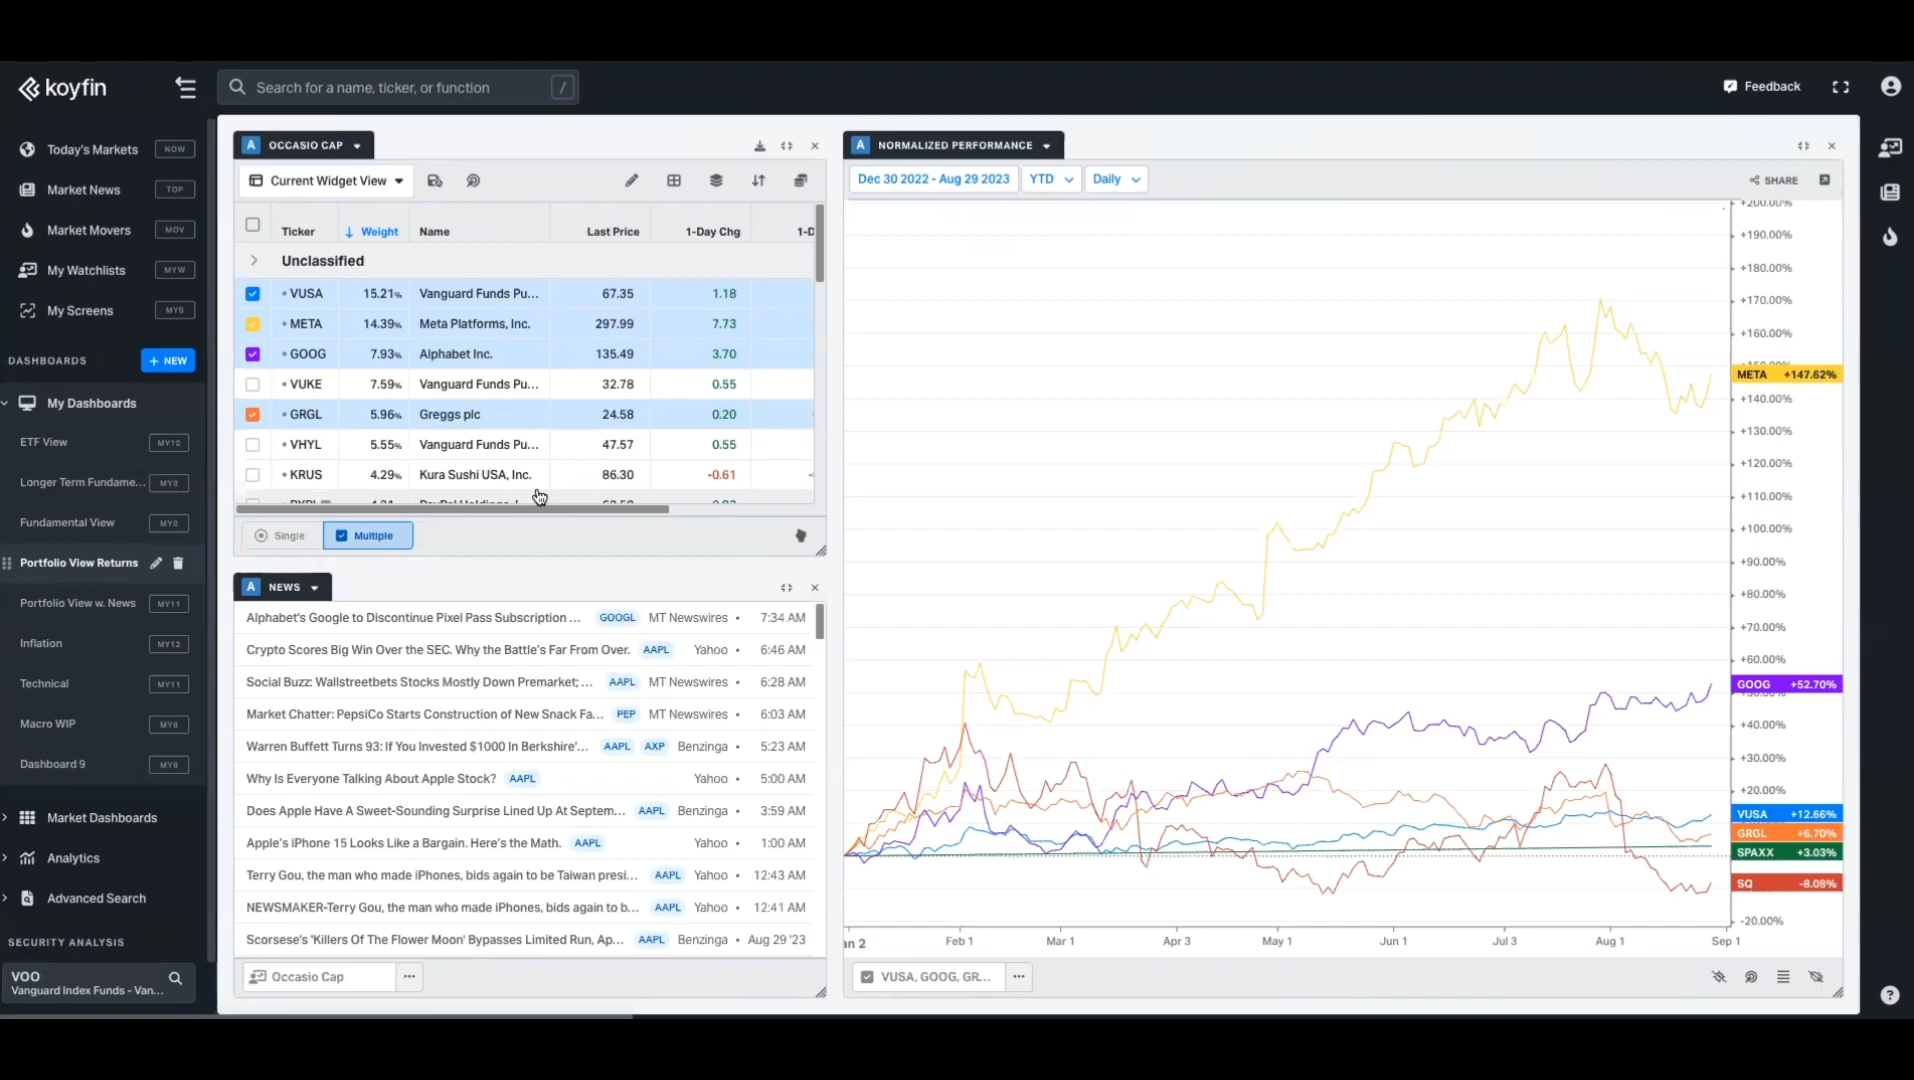 koyfin
Search for a name, ticker, or function /
Feedback
Today's Markets NOW
Market News TOP
Market Movers MOV
My Watchlists MYW
My Screens MYS
DASHBOARDS + NEW
My Dashboards
ETF View MY10
Longer Term Fundame...
Fundamental View
Portfolio View Returns
Portfolio View w. News MY11
Inflation MY12
Technical MY11
Macro WIP
Dashboard 9
Market Dashboards
Analytics
Advanced Search
SECURITY ANALYSIS
VOO
Vanguard Index Funds - Van...
A OCCASIO CAP
Current Widget View
Ticker Weight Name Last Price 1-Day Chg 1-D
Unclassified
VUSA 15.21% Vanguard Funds Pu... 67.35 1.18
META 14.39% Meta Platforms, Inc. 297.99 7.73
GOOG 7.93% Alphabet Inc. 135.49 3.70
VUKE 7.59% Vanguard Funds Pu... 32.78 0.55
GRGL 5.96% Greggs plc 24.58 0.20
VHYL 5.55% Vanguard Funds Pu... 47.57 0.55
KRUS 4.29% Kura Sushi USA, Inc. 86.30 -0.61
Single Multiple
A NEWS
Alphabet's Google to Discontinue Pixel Pass Subscription ... GOOGL MT Newswires • 7:34 AM
Crypto Scores Big Win Over the SEC. Why the Battle's Far From Over. AAPL Yahoo • 6:46 AM
Social Buzz: Wallstreetbets Stocks Mostly Down Premarket; ... AAPL MT Newswires • 6:28 AM
Market Chatter: PepsiCo Starts Construction of New Snack Fa... PEP MT Newswires • 6:03 AM
Warren Buffett Turns 93: If You Invested $1000 In Berkshire'... AAPL AXP Benzinga • 5:23 AM
Why Is Everyone Talking About Apple Stock? AAPL Yahoo • 5:00 AM
Does Apple Have A Sweet-Sounding Surprise Lined Up At Septem... AAPL Benzinga • 3:59 AM
Apple's iPhone 15 Looks Like a Bargain. Here's the Math. AAPL Yahoo • 1:00 AM
Terry Gou, the man who made iPhones, bids again to be Taiwan presi... AAPL Yahoo • 12:43 AM
NEWSMAKER-Terry Gou, the man who made iPhones, bids again to b... AAPL Yahoo • 12:41 AM
Scorsese's 'Killers Of The Flower Moon' Bypasses Limited Run, Ap... AAPL Benzinga • Aug 29 '23
Occasio Cap ...
A NORMALIZED PERFORMANCE
Dec 30 2022 - Aug 29 2023 YTD Daily SHARE
+200.00%
+190.00%
+180.00%
+170.00%
+160.00%
META +147.62%
+140.00%
+130.00%
+120.00%
+110.00%
+100.00%
+90.00%
+80.00%
+70.00%
+60.00%
GOOG +52.70%
+40.00%
+30.00%
+20.00%
VUSA +12.66%
GRGL +6.70%
SPAXX +3.03%
SQ -8.08%
-20.00%
an 2 Feb 1 Mar 1 Apr 3 May 1 Jun 1 Jul 3 Aug 1 Sep 1
VUSA, GOOG, GR... ...
?